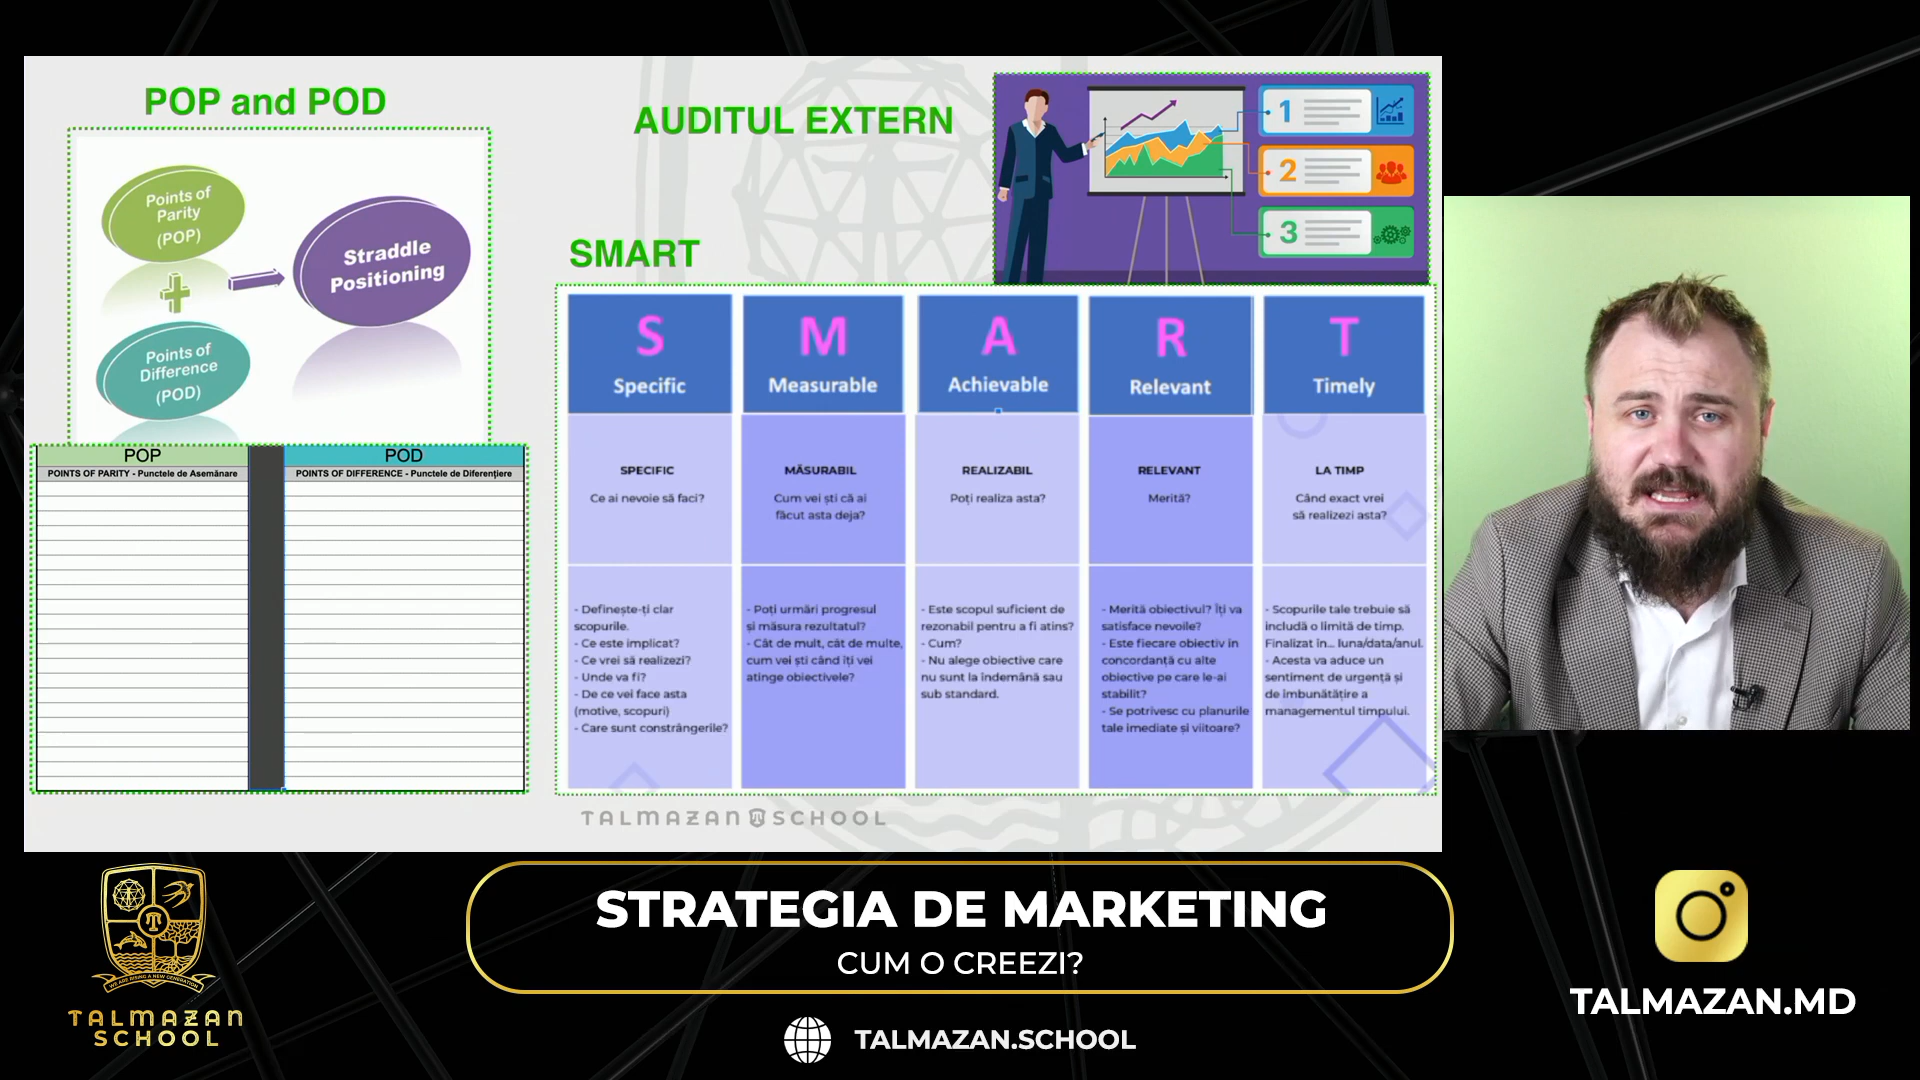 POP and POD
Points of
Parity
(POP)
Straddle
Positioning
Points of
Difference
(POD)
POP
POD
POINTS OF PARITY - Punctele de Asemănare
POINTS OF DIFFERENCE - Punctele de Diferențiere
AUDITUL EXTERN
1
2
3
SMART
S
Specific
M
Measurable
A
Achievable
R
Relevant
T
Timely
SPECIFIC
Ce ai nevoie să faci?
MĂSURABIL
Cum vei ști că ai
făcut asta deja?
REALIZABIL
Poți realiza asta?
RELEVANT
Merită?
LA TIMP
Când exact vrei
să realizezi asta?
- Definește-ți clar
scopurile.
- Ce este implicat?
- Ce vrei să realizezi?
- Unde va fi?
- De ce vei face asta
(motive, scopuri)
- Care sunt constrângerile?
- Poți urmări progresul
și măsura rezultatul?
- Cât de mult, cât de multe,
cum vei ști când îți vei
atinge obiectivele?
- Este scopul suficient de
rezonabil pentru a fi atins?
- Cum?
- Nu alege obiective care
nu sunt la îndemână sau
sub standard.
- Merită obiectivul? Îți va
satisface nevoile?
- Este fiecare obiectiv în
concordanță cu alte
obiective pe care le-ai
stabilit?
- Se potrivesc cu planurile
tale imediate și viitoare?
- Scopurile tale trebuie să
includă o limită de timp.
Finalizat în... luna/data/anul.
- Acesta va aduce un
sentiment de urgență și
de îmbunătățire a
managementul timpului.
TALMAZAN SCHOOL
WE ARE RISING A NEW GENERATION
TALMAZAN
SCHOOL
STRATEGIA DE MARKETING
CUM O CREEZI?
TALMAZAN.SCHOOL
TALMAZAN.MD